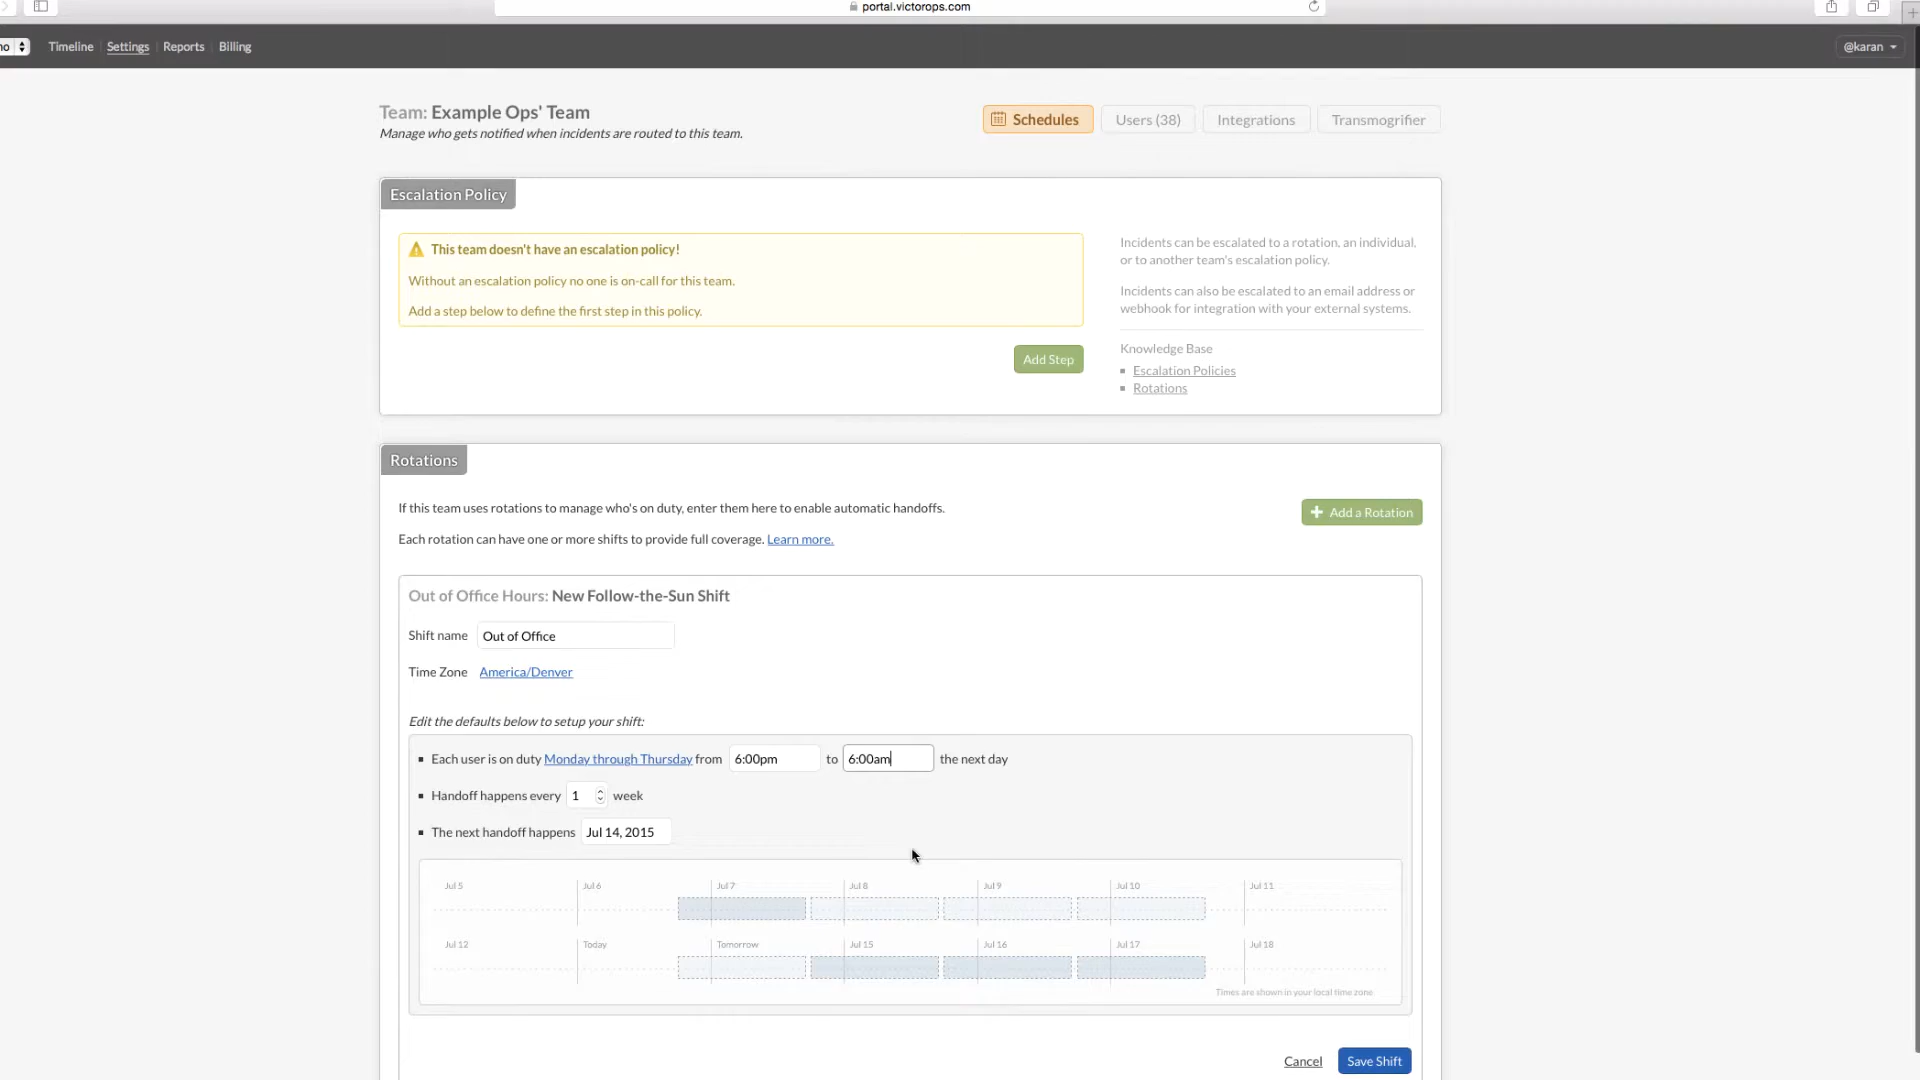 portal.victorops.com
no
Timeline Settings Reports Billing
@karan
Team: Example Ops' Team
Manage who gets notified when incidents are routed to this team.
Schedules
Users (38)
Integrations
Transmogrifier
Escalation Policy
This team doesn't have an escalation policy!
Without an escalation policy no one is on-call for this team.
Add a step below to define the first step in this policy.
Add Step
Incidents can be escalated to a rotation, an individual,
or to another team's escalation policy.
Incidents can also be escalated to an email address or
webhook for integration with your external systems.
Knowledge Base
Escalation Policies
Rotations
Rotations
If this team uses rotations to manage who's on duty, enter them here to enable automatic handoffs.
Each rotation can have one or more shifts to provide full coverage. Learn more.
+ Add a Rotation
Out of Office Hours: New Follow-the-Sun Shift
Shift name Out of Office
Time Zone America/Denver
Edit the defaults below to setup your shift:
Each user is on duty Monday through Thursday from 6:00pm to 6:00am the next day
Handoff happens every 1 week
The next handoff happens Jul 14, 2015
Jul 5 Jul 6 Jul 7 Jul 8 Jul 9 Jul 10 Jul 11
Jul 12 Today Tomorrow Jul 15 Jul 16 Jul 17 Jul 18
Times are shown in your local time zone
Cancel Save Shift